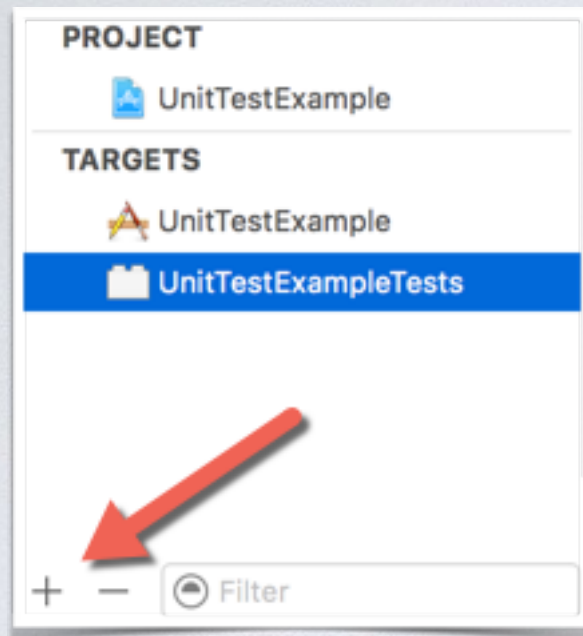 PROJECT
UnitTestExample
TARGETS
UnitTestExample
UnitTestExampleTests
+ − Filter